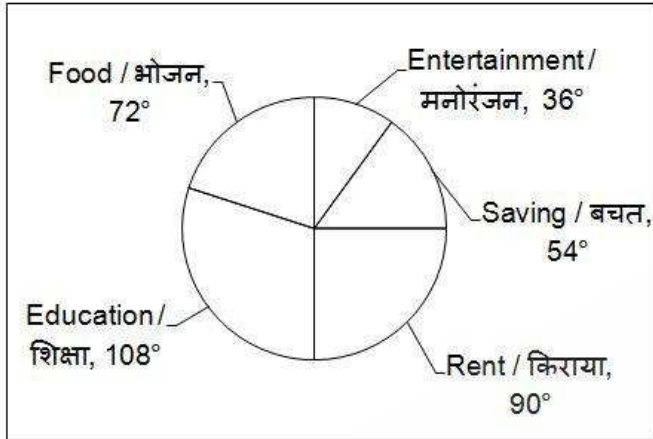 Food / भोजन,
72°
Entertainment /
मनोरंजन, 36°
Saving / बचत,
54°
Education /
शिक्षा, 108°
Rent / किराया,
90°